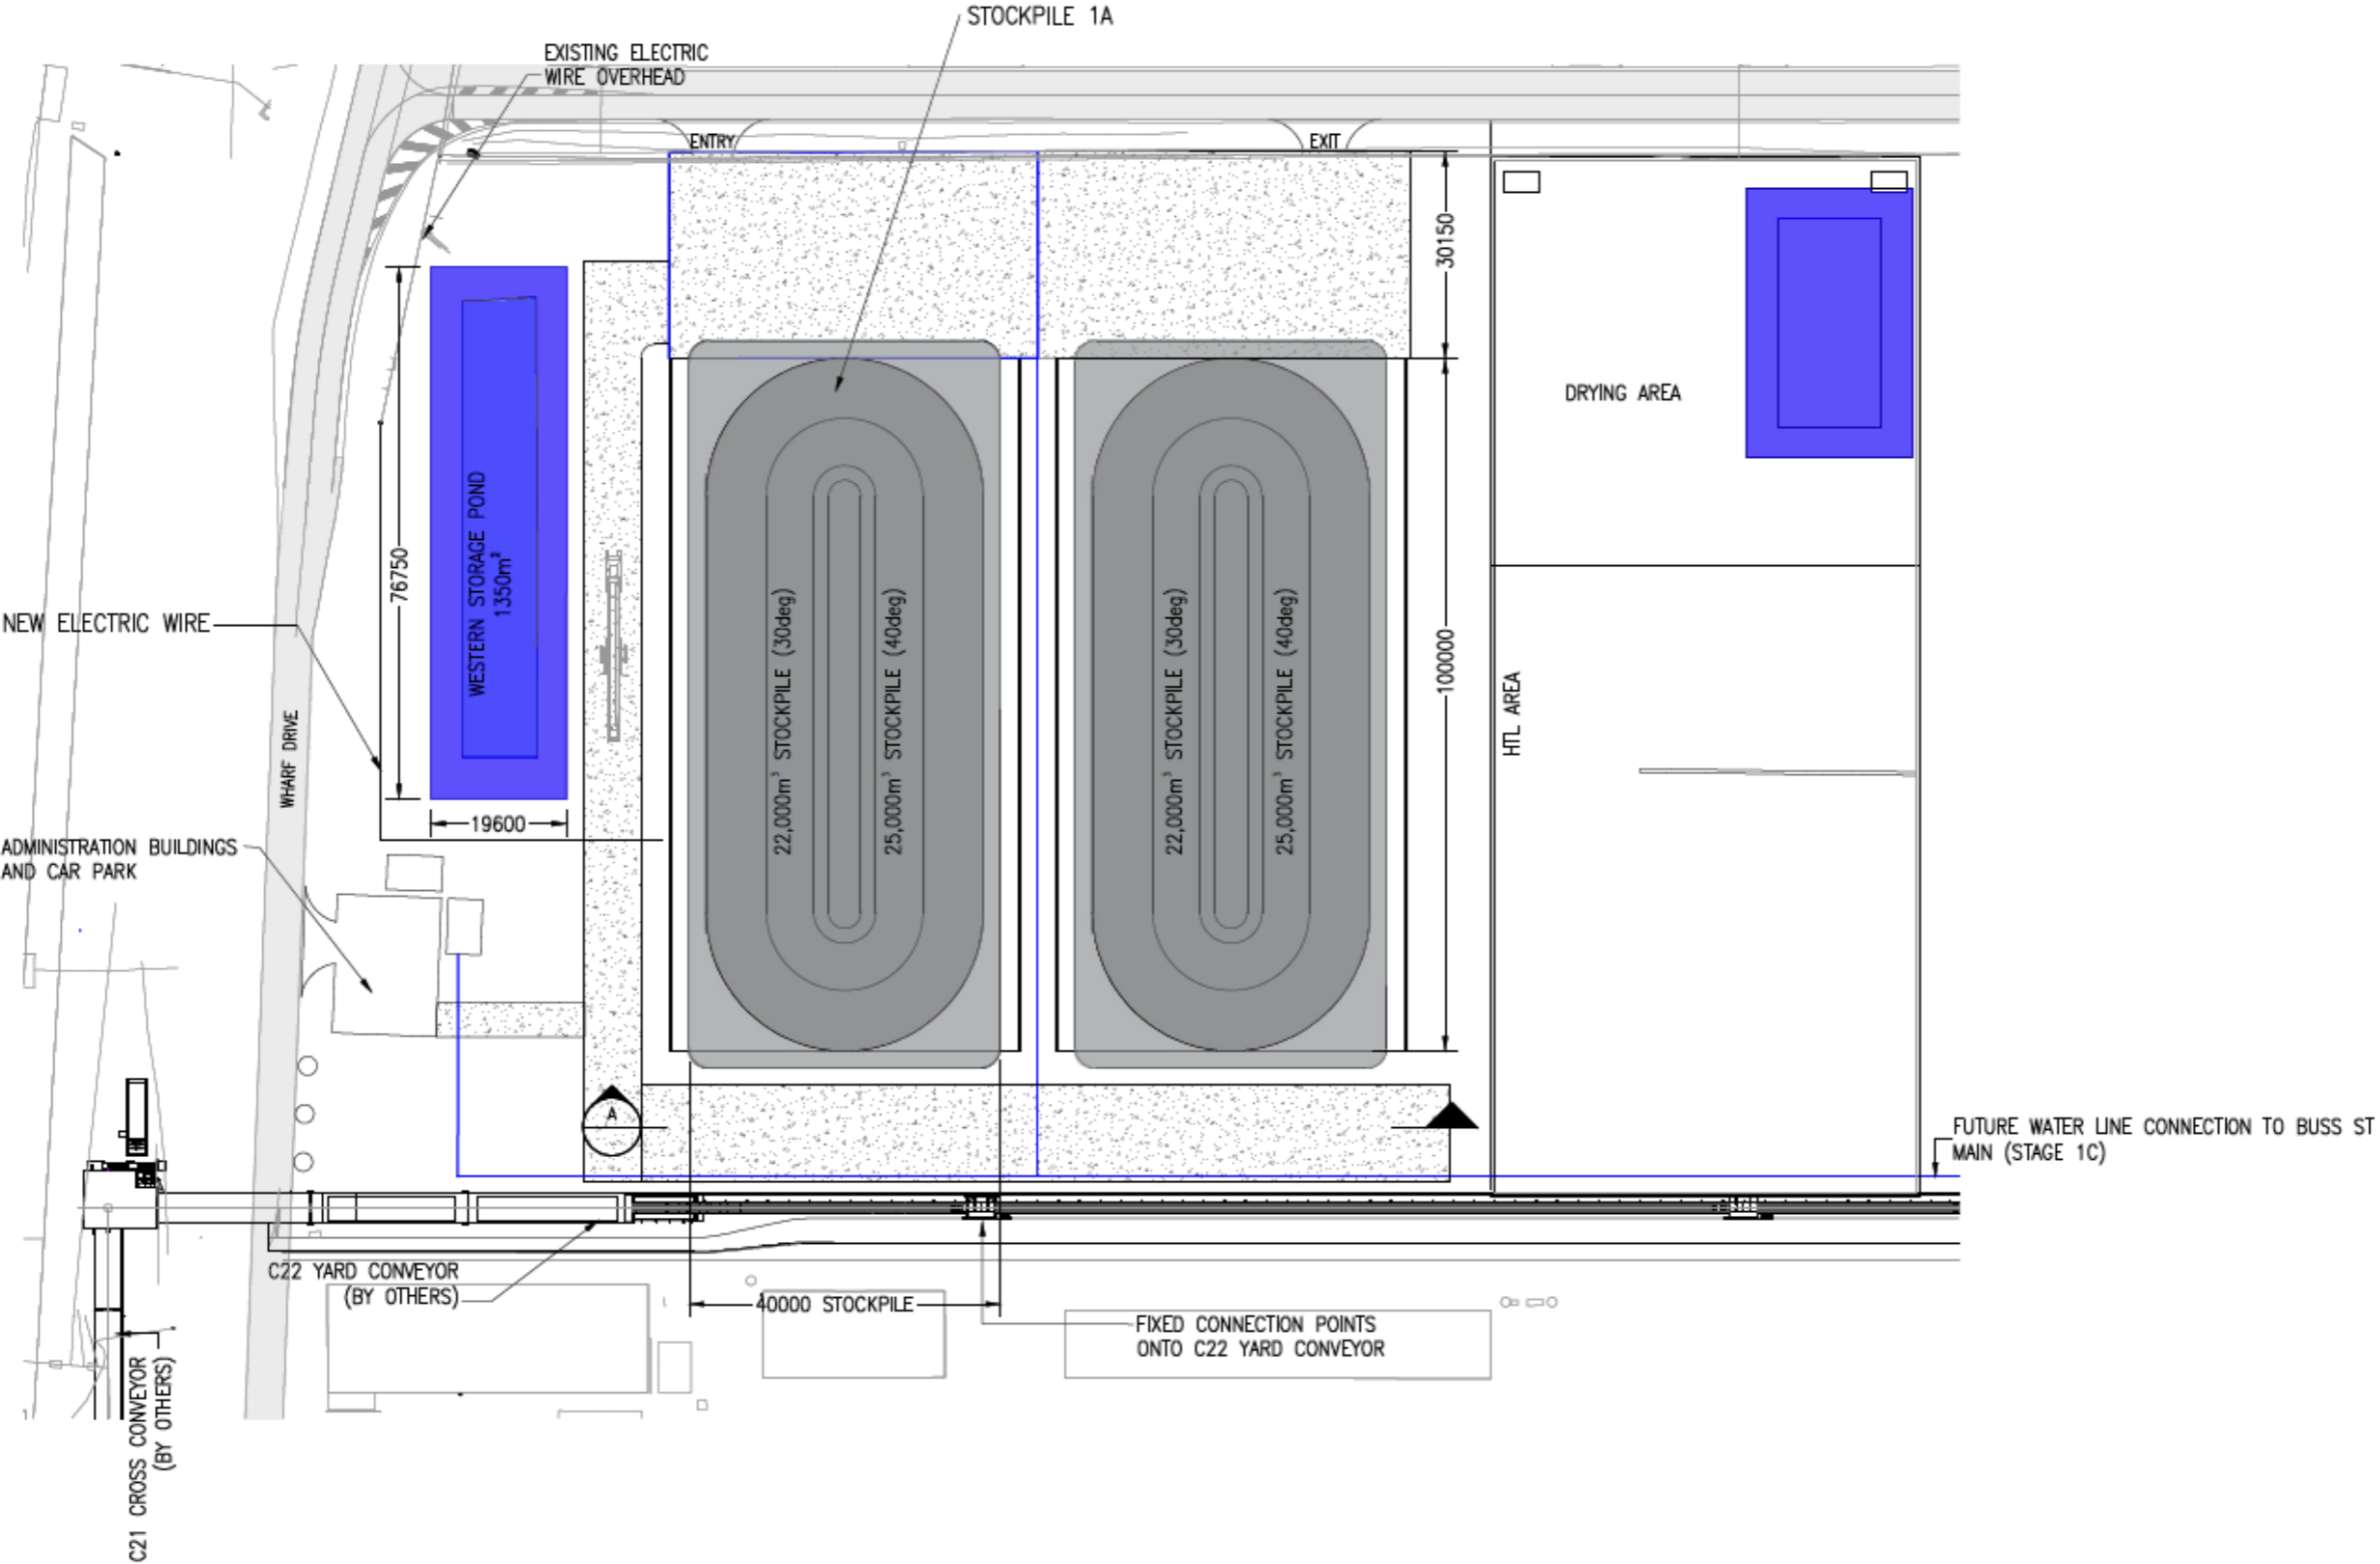 STOCKPILE 1A
EXISTING ELECTRIC
WIRE OVERHEAD
ENTRY
EXIT
30150
DRYING AREA
WESTERN STORAGE POND
1350m²
76750
NEW ELECTRIC WIRE
22,000m³ STOCKPILE (30deg)
25,000m³ STOCKPILE (40deg)
22,000m³ STOCKPILE (30deg)
25,000m³ STOCKPILE (40deg)
100000
HTL AREA
WHARF DRIVE
19600
ADMINISTRATION BUILDINGS
AND CAR PARK
A
FUTURE WATER LINE CONNECTION TO BUSS ST
MAIN (STAGE 1C)
C22 YARD CONVEYOR
(BY OTHERS)
40000 STOCKPILE
FIXED CONNECTION POINTS
ONTO C22 YARD CONVEYOR
C21 CROSS CONVEYOR
(BY OTHERS)